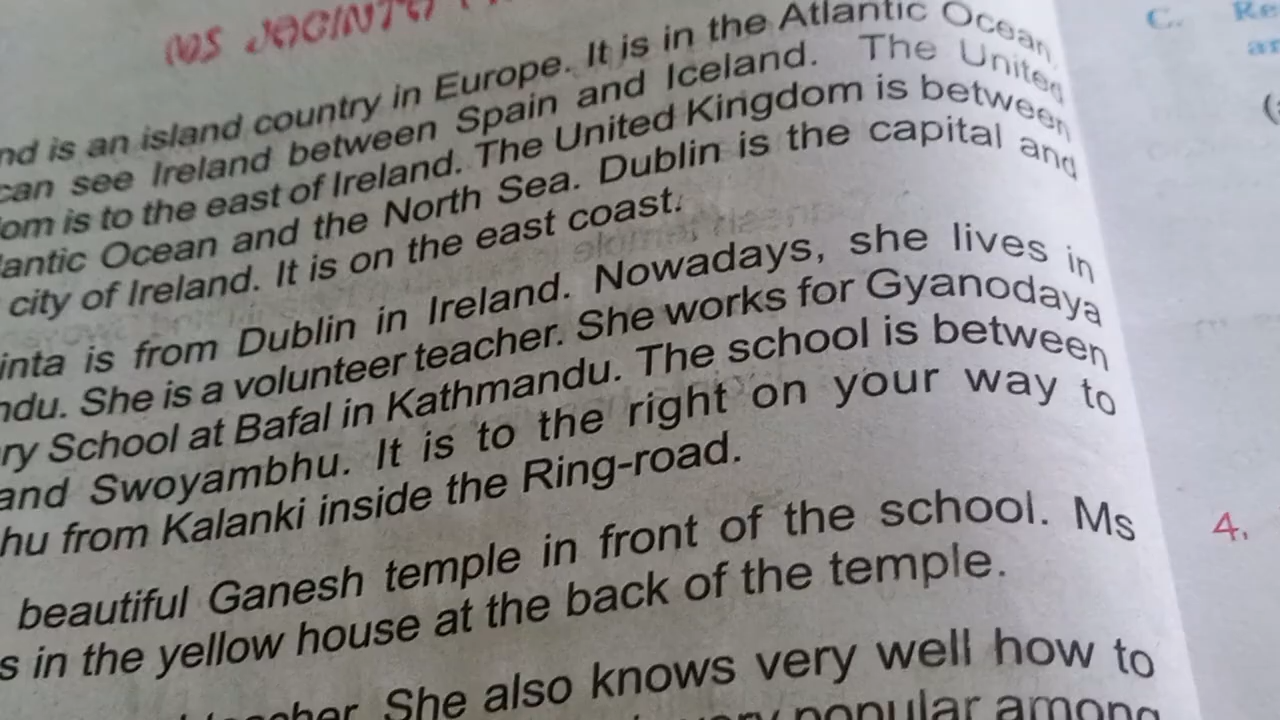 MS JACINTA
nd is an island country in Europe. It is in the Atlantic Ocean.
can see Ireland between Spain and Iceland. The United
om is to the east of Ireland. The United Kingdom is between
lantic Ocean and the North Sea. Dublin is the capital and
city of Ireland. It is on the east coast.
inta is from Dublin in Ireland. Nowadays, she lives in
ndu. She is a volunteer teacher. She works for Gyanodaya
ry School at Bafal in Kathmandu. The school is between
and Swoyambhu. It is to the right on your way to
hu from Kalanki inside the Ring-road.
beautiful Ganesh temple in front of the school. Ms
s in the yellow house at the back of the temple.
She also knows very well how to
popular among
C. Re
ar
4.